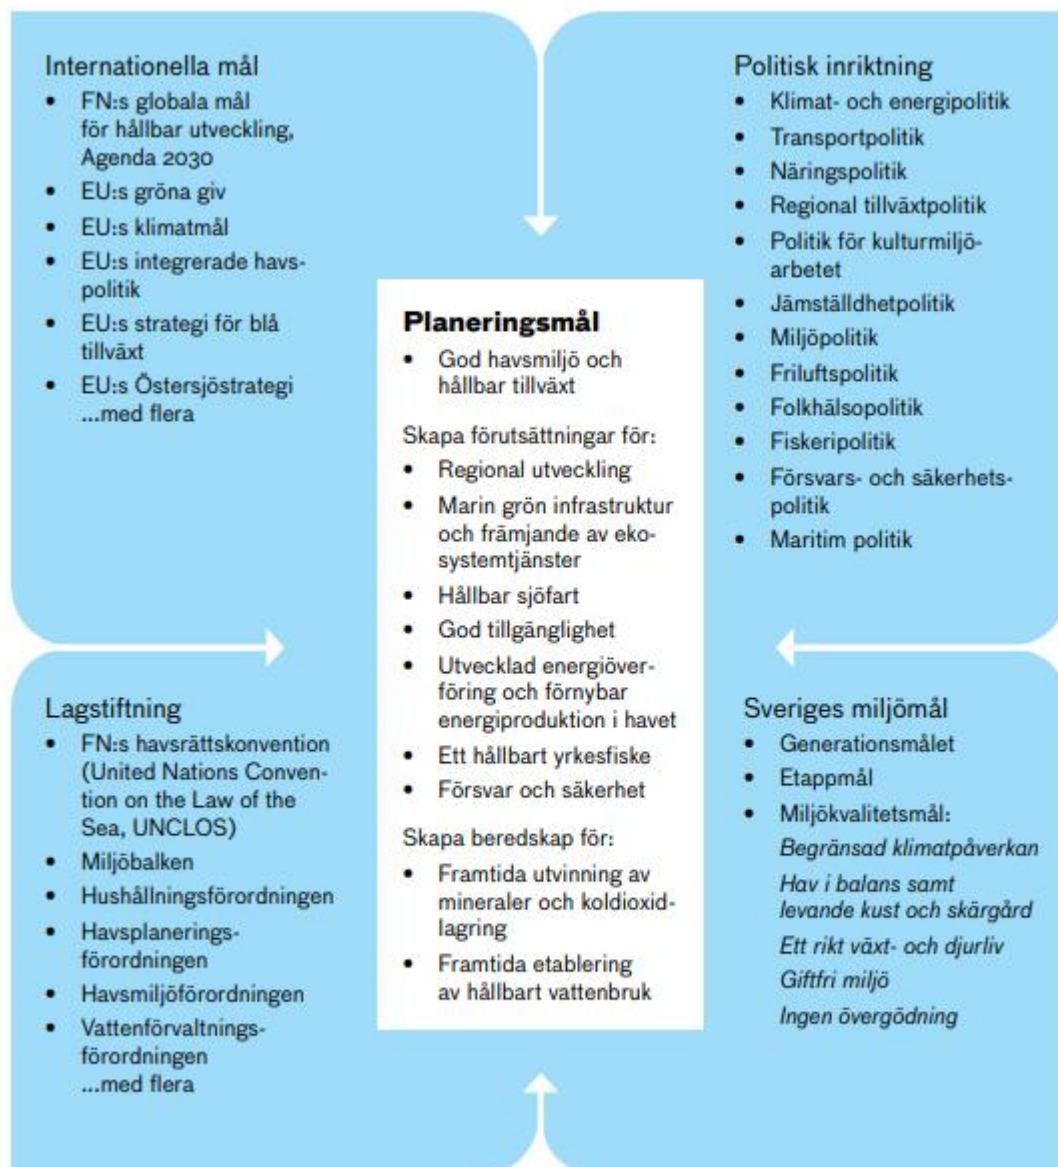 Internationella mål
• FN:s globala mål
för hållbar utveckling,
Agenda 2030
• EU:s gröna giv
• EU:s klimatmål
• EU:s integrerade havs-
politik
• EU:s strategi för blå
tillväxt
• EU:s Östersjöstrategi
...med flera
Politisk inriktning
• Klimat- och energipolitik
• Transportpolitik
• Näringspolitik
• Regional tillväxtpolitik
• Politik för kulturmiljö-
arbetet
• Jämställdhetpolitik
• Miljöpolitik
• Friluftspolitik
• Folkhälsopolitik
• Fiskeripolitik
• Försvars- och säkerhets-
politik
• Maritim politik
Planeringsmål
• God havsmiljö och
hållbar tillväxt
Skapa förutsättningar för:
• Regional utveckling
• Marin grön infrastruktur
och främjande av eko-
systemtjänster
• Hållbar sjöfart
• God tillgänglighet
• Utvecklad energiöver-
föring och förnybar
energiproduktion i havet
• Ett hållbart yrkesfiske
• Försvar och säkerhet
Skapa beredskap för:
• Framtida utvinning av
mineraler och koldioxid-
lagring
• Framtida etablering
av hållbart vattenbruk
Lagstiftning
• FN:s havsrättskonvention
(United Nations Conven-
tion on the Law of the
Sea, UNCLOS)
• Miljöbalken
• Hushållningsförordningen
• Havsplanerings-
förordningen
• Havsmiljöförordningen
• Vattenförvaltnings-
förordningen
...med flera
Sveriges miljömål
• Generationsmålet
• Etappmål
• Miljökvalitetsmål:
Begränsad klimatpåverkan
Hav i balans samt
levande kust och skärgård
Ett rikt växt- och djurliv
Giftfri miljö
Ingen övergödning